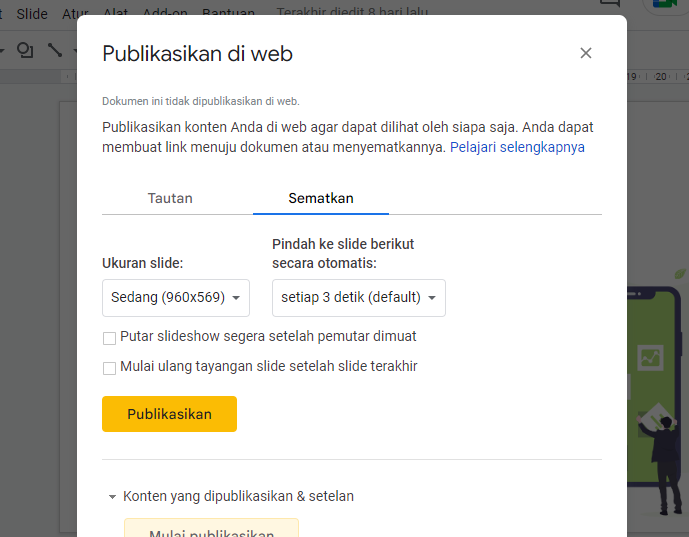 Slide Atur Alat Add-on Bantuan Terakhir diedit 8 hari lalu
19 20
Publikasikan di web
Dokumen ini tidak dipublikasikan di web.
Publikasikan konten Anda di web agar dapat dilihat oleh siapa saja. Anda dapat
membuat link menuju dokumen atau menyematkannya. Pelajari selengkapnya
Tautan Sematkan
Ukuran slide:
Pindah ke slide berikut
secara otomatis:
Sedang (960x569) setiap 3 detik (default)
Putar slideshow segera setelah pemutar dimuat
Mulai ulang tayangan slide setelah slide terakhir
Publikasikan
Konten yang dipublikasikan & setelan
Mulai publikasikan